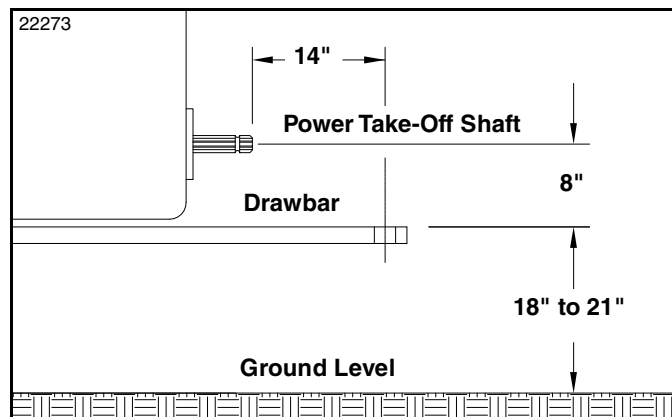 22273
14"
Power Take-Off Shaft
8"
Drawbar
18" to 21"
Ground Level